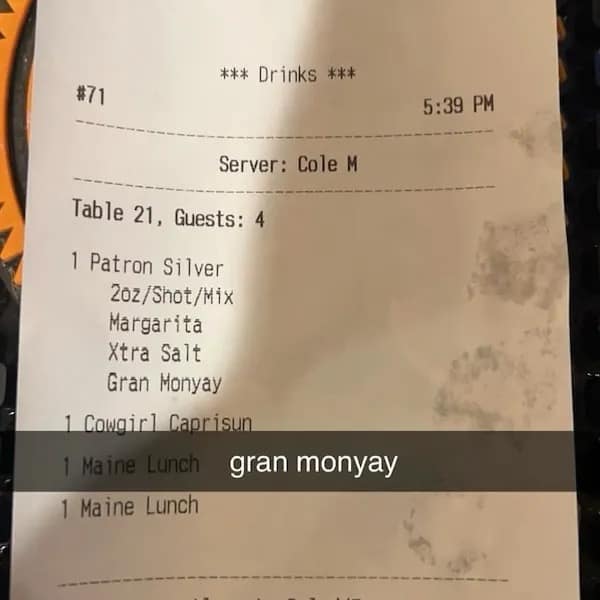 *** Drinks ***
#71
5:39 PM
Server: Cole M
Table 21, Guests: 4
1 Patron Silver
2oz/Shot/Mix
Margarita
Xtra Salt
Gran Monyay
1 Cowgirl Caprisun
1 Maine Lunch
gran monyay
1 Maine Lunch